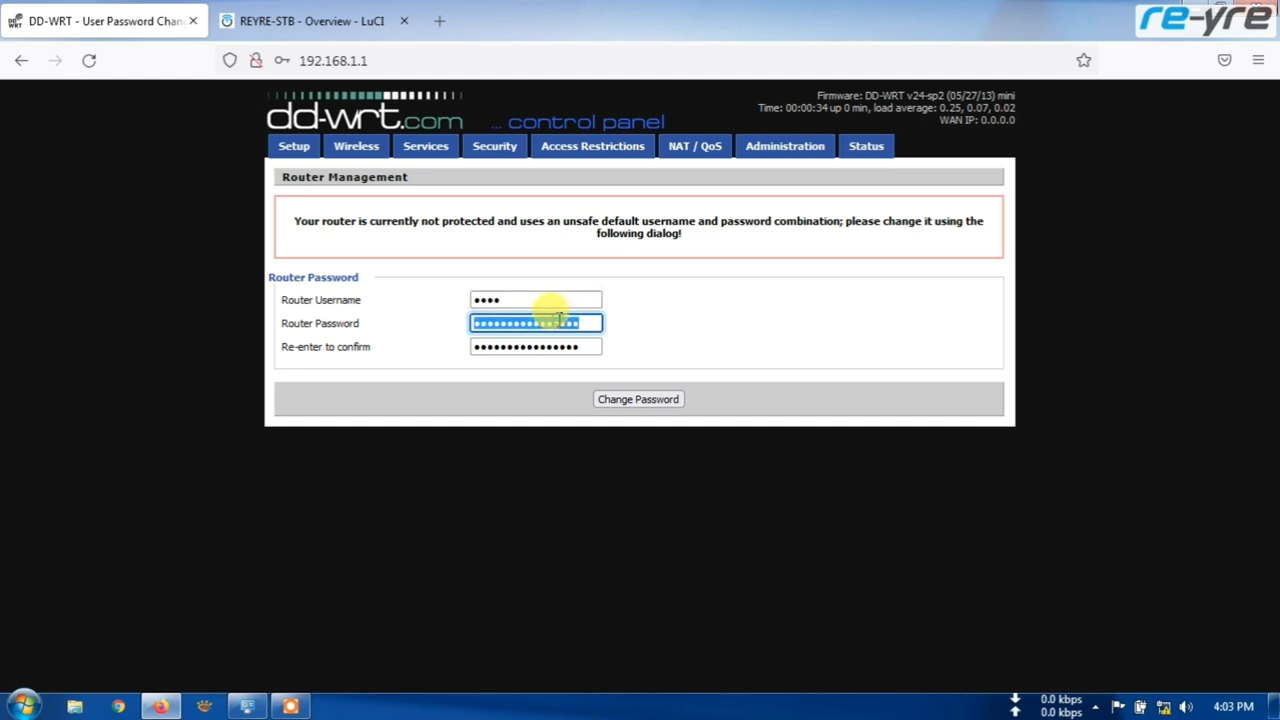 DD-WRT - User Password Chan
REYRE-STB - Overview - LuCI
re-yre
192.168.1.1
Firmware: DD-WRT v24-sp2 (05/27/13) mini
Time: 00:00:34 up 0 min, load average: 0.25, 0.07, 0.02
WAN IP: 0.0.0.0
dd-wrt.com ... control panel
Setup Wireless Services Security Access Restrictions NAT / QoS Administration Status
Router Management
Your router is currently not protected and uses an unsafe default username and password combination; please change it using the
following dialog!
Router Password
Router Username ••••
Router Password ••••••••••••••••
Re-enter to confirm ••••••••••••••••
Change Password
0.0 kbps
0.0 kbps
4:03 PM